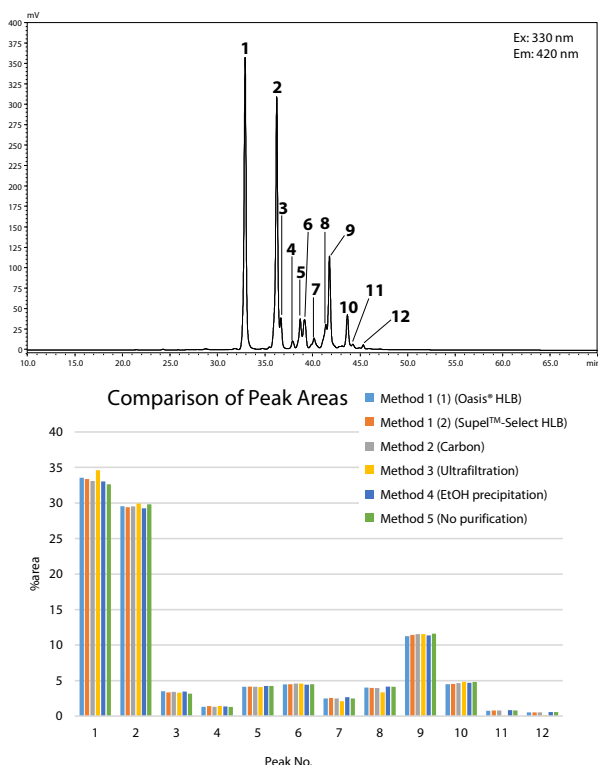 mV
400
375
350
325
300
275
250
225
200
175
150
125
100
75
50
25
0
Ex: 330 nm
Em: 420 nm
1
2
3
4
5
6
7
8
9
10
11
12
10.0 15.0 20.0 25.0 30.0 35.0 40.0 45.0 50.0 55.0 60.0 65.0 min
Comparison of Peak Areas
Method 1 (1) (Oasis® HLB)
Method 1 (2) (Supel™-Select HLB)
Method 2 (Carbon)
Method 3 (Ultrafiltration)
Method 4 (EtOH precipitation)
Method 5 (No purification)
%area
40
35
30
25
20
15
10
5
0
1 2 3 4 5 6 7 8 9 10 11 12
Peak No.